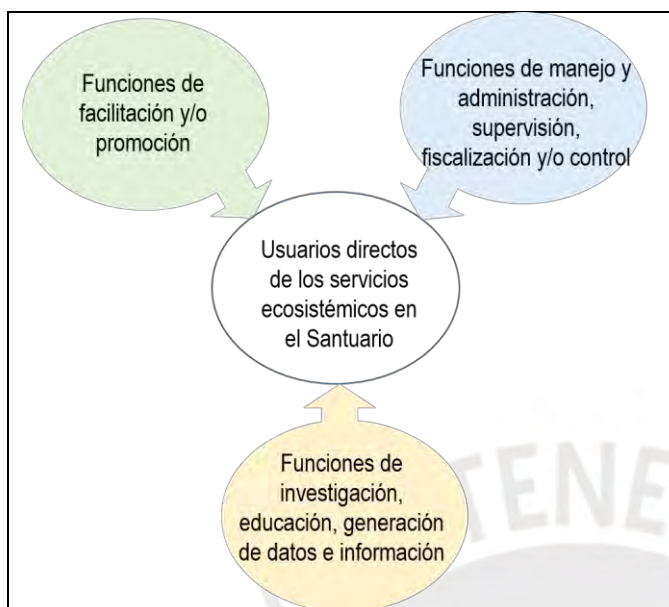 Funciones de
facilitación y/o
promoción
Funciones de manejo y
administración,
supervisión,
fiscalización y/o control
Usuarios directos
de los servicios
ecosistémicos en
el Santuario
Funciones de
investigación,
educación, generación
de datos e información
TENE